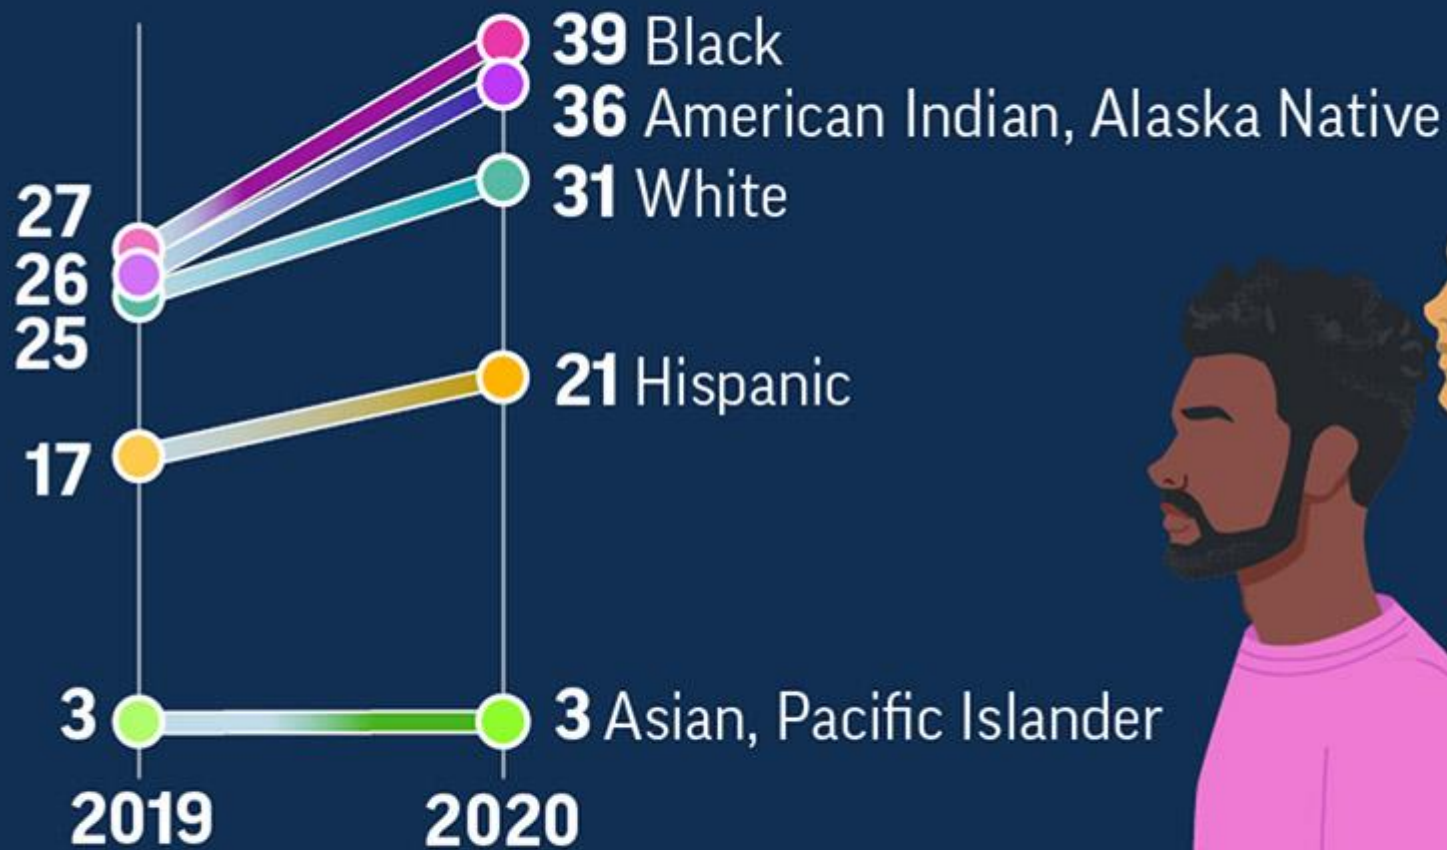 39 Black
36 American Indian, Alaska Native
31 White
27
26
25
21 Hispanic
17
3
3 Asian, Pacific Islander
2019
2020